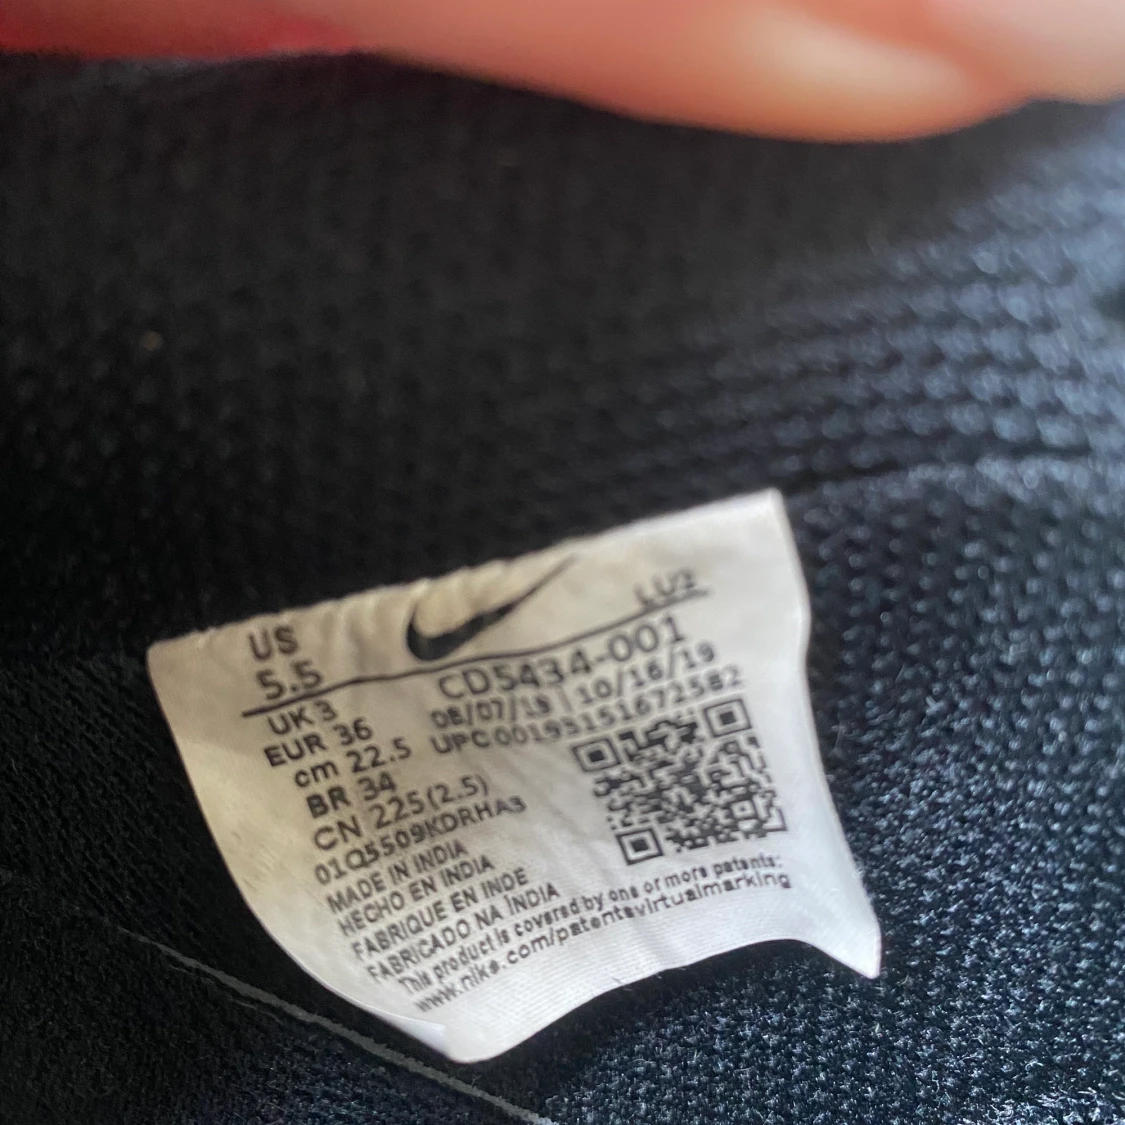 US
5.5
LU2
UK 3
EUR 36
cm 22.5
BR 34
CN 225(2.5)
CD5434-001
08/07/19 | 10/16/19
UPC00195151672582
01Q5509KDRHA3
MADE IN INDIA
HECHO EN INDIA
FABRIQUE EN INDE
FABRICADO NA ÍNDIA
This product is covered by one or more patents:
www.nike.com/patentsvirtualmarking